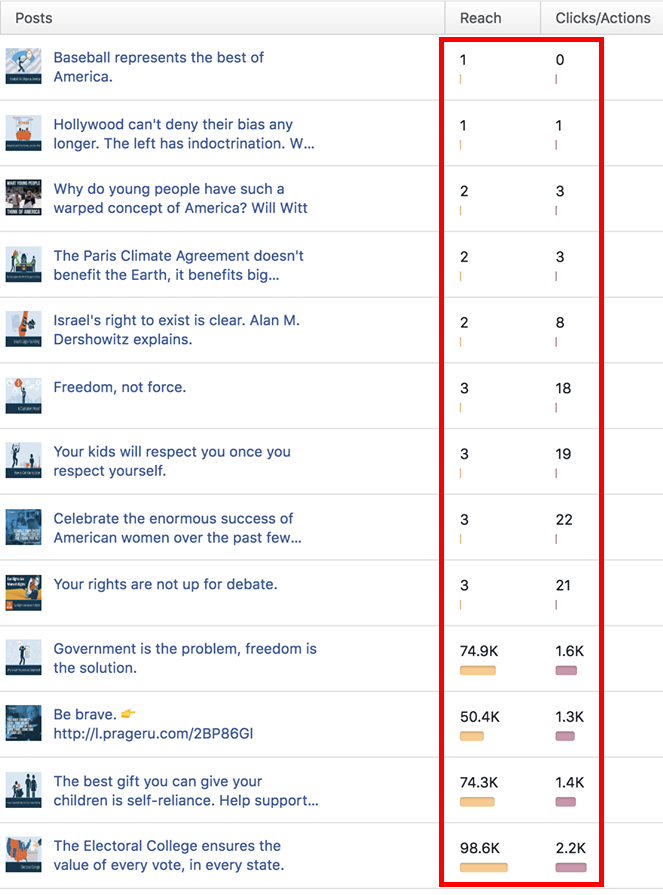 Posts Reach Clicks/Actions
Baseball represents the best of
America.
1 0
Hollywood can't deny their bias any
longer. The left has indoctrination. W...
1 1
WHAT YOUNG PEOPLE
THINK OF AMERICA
Why do young people have such a
warped concept of America? Will Witt
2 3
The Paris Climate Agreement doesn't
benefit the Earth, it benefits big...
2 3
Israel's right to exist is clear. Alan M.
Dershowitz explains.
2 8
Freedom, not force.
3 18
Your kids will respect you once you
respect yourself.
3 19
Celebrate the enormous success of
American women over the past few...
3 22
Your rights are not up for debate.
3 21
Government is the problem, freedom is
the solution.
74.9K 1.6K
Be brave. 👉
http://l.prageru.com/2BP86Gl
50.4K 1.3K
The best gift you can give your
children is self-reliance. Help support...
74.3K 1.4K
The Electoral College ensures the
value of every vote, in every state.
98.6K 2.2K